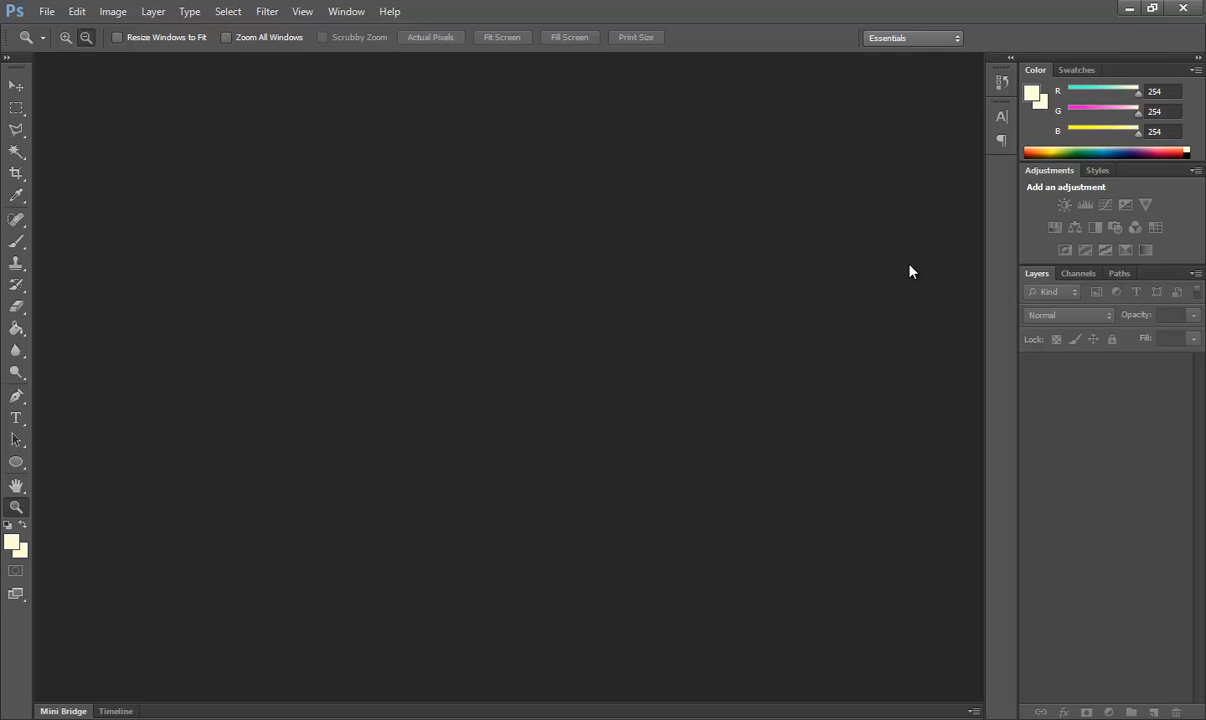 Ps File Edit Image Layer Type Select Filter View Window Help
Resize Windows to Fit Zoom All Windows Scrubby Zoom Actual Pixels Fit Screen Fill Screen Print Size Essentials
Color Swatches
R 254
G 254
B 254
Adjustments Styles
Add an adjustment
Layers Channels Paths
Kind T
Normal Opacity:
Lock: Fill:
A
T
Mini Bridge Timeline
fx